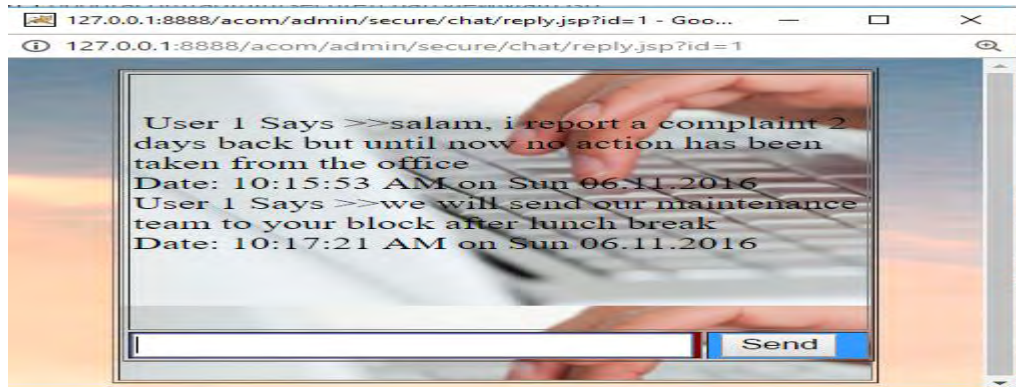 127.0.0.1:8888/acom/admin/secure/chat/reply.jsp?id=1 - Goo...
127.0.0.1:8888/acom/admin/secure/chat/reply.jsp?id=1
User 1 Says >>salam, i report a complaint 2
days back but until now no action has been
taken from the office
Date: 10:15:53 AM on Sun 06.11.2016
User 1 Says >>we will send our maintenance
team to your block after lunch break
Date: 10:17:21 AM on Sun 06.11.2016
Send